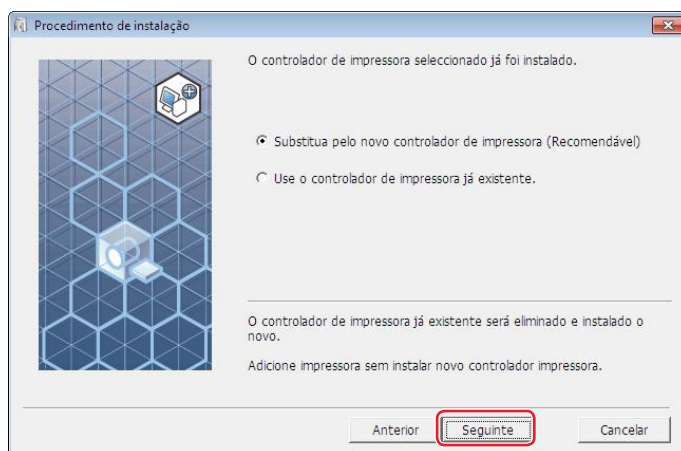 Procedimento de instalação
O controlador de impressora seleccionado já foi instalado.
Substitua pelo novo controlador de impressora (Recomendável)
Use o controlador de impressora já existente.
O controlador de impressora já existente será eliminado e instalado o
novo.
Adicione impressora sem instalar novo controlador impressora.
Anterior
Seguinte
Cancelar